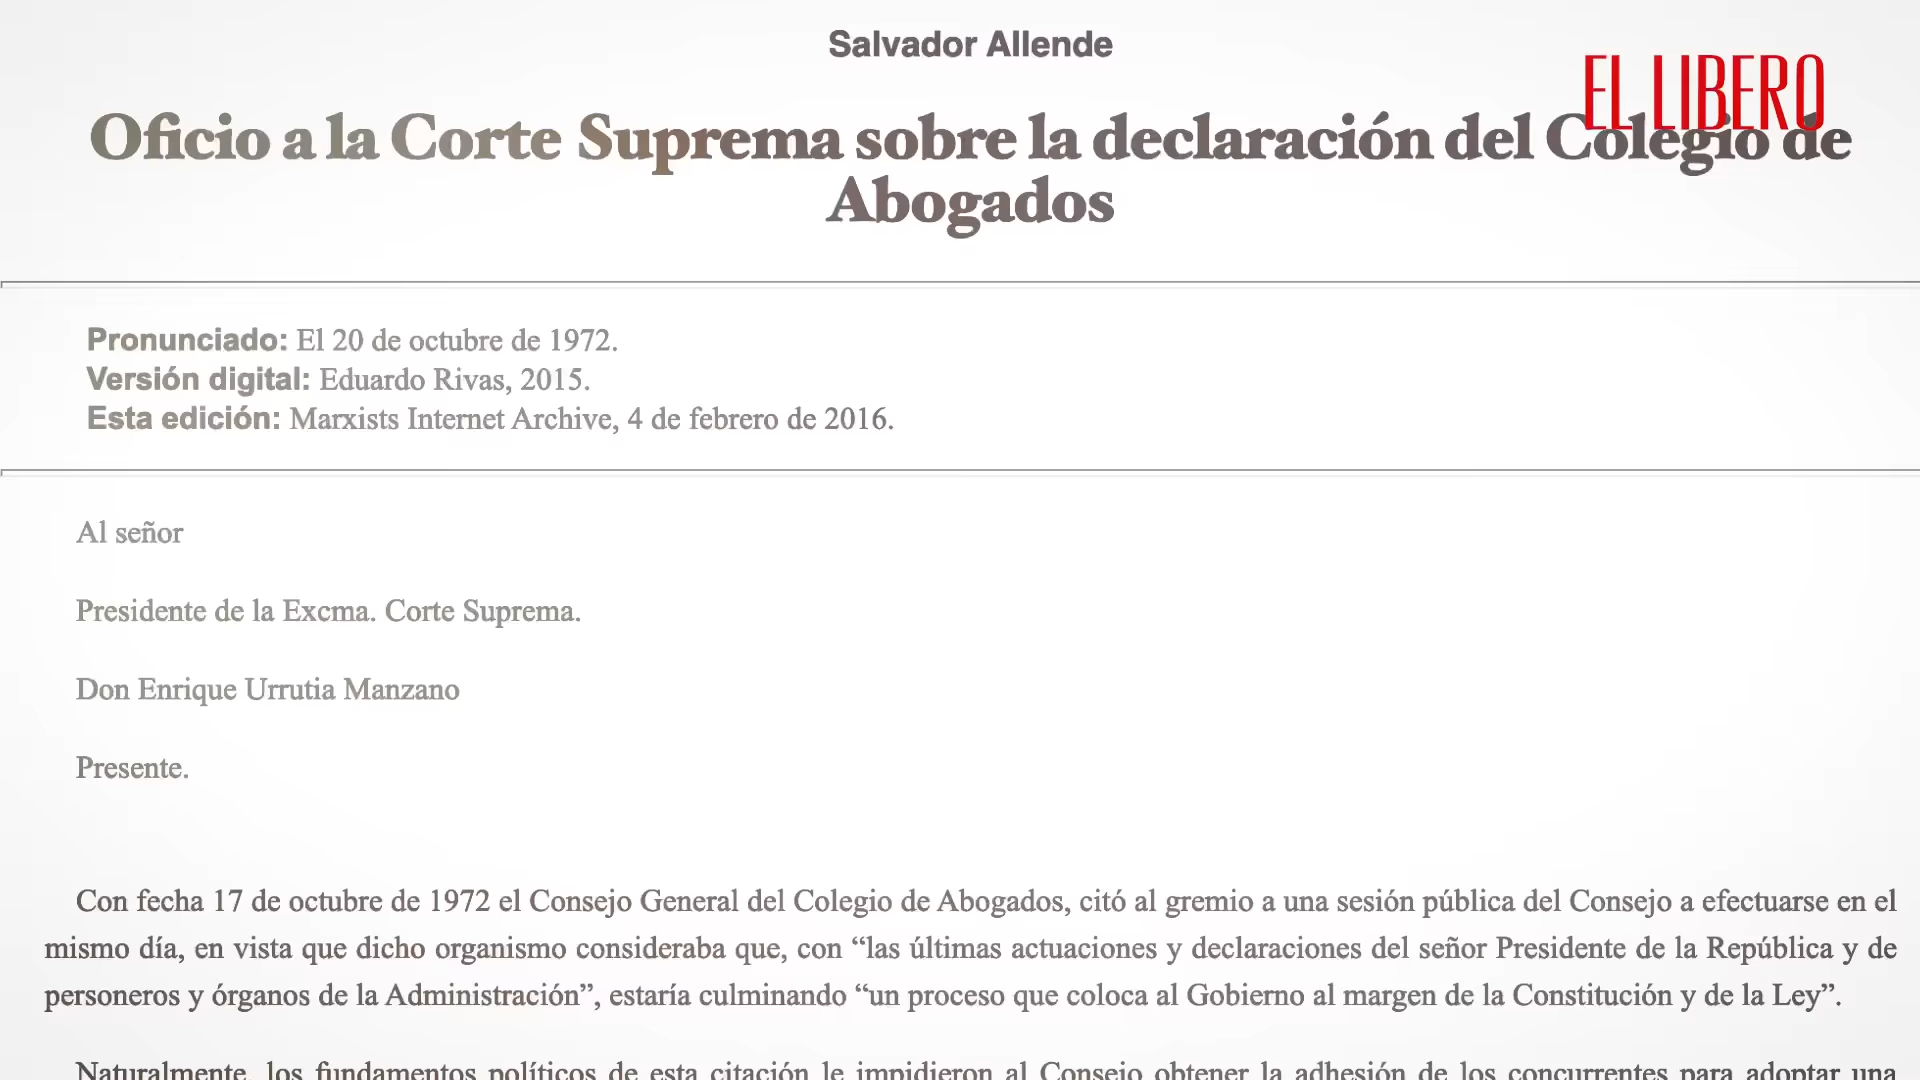 Salvador Allende
EL LIBERO
Oficio a la Corte Suprema sobre la declaración del Colegio de
Abogados
Pronunciado: El 20 de octubre de 1972.
Versión digital: Eduardo Rivas, 2015.
Esta edición: Marxists Internet Archive, 4 de febrero de 2016.
Al señor
Presidente de la Excma. Corte Suprema.
Don Enrique Urrutia Manzano
Presente.
Con fecha 17 de octubre de 1972 el Consejo General del Colegio de Abogados, citó al gremio a una sesión pública del Consejo a efectuarse en el
mismo día, en vista que dicho organismo consideraba que, con “las últimas actuaciones y declaraciones del señor Presidente de la República y de
personeros y órganos de la Administración”, estaría culminando “un proceso que coloca al Gobierno al margen de la Constitución y de la Ley”.
Naturalmente, los fundamentos políticos de esta citación le impidieron al Consejo obtener la adhesión de los concurrentes para adoptar una